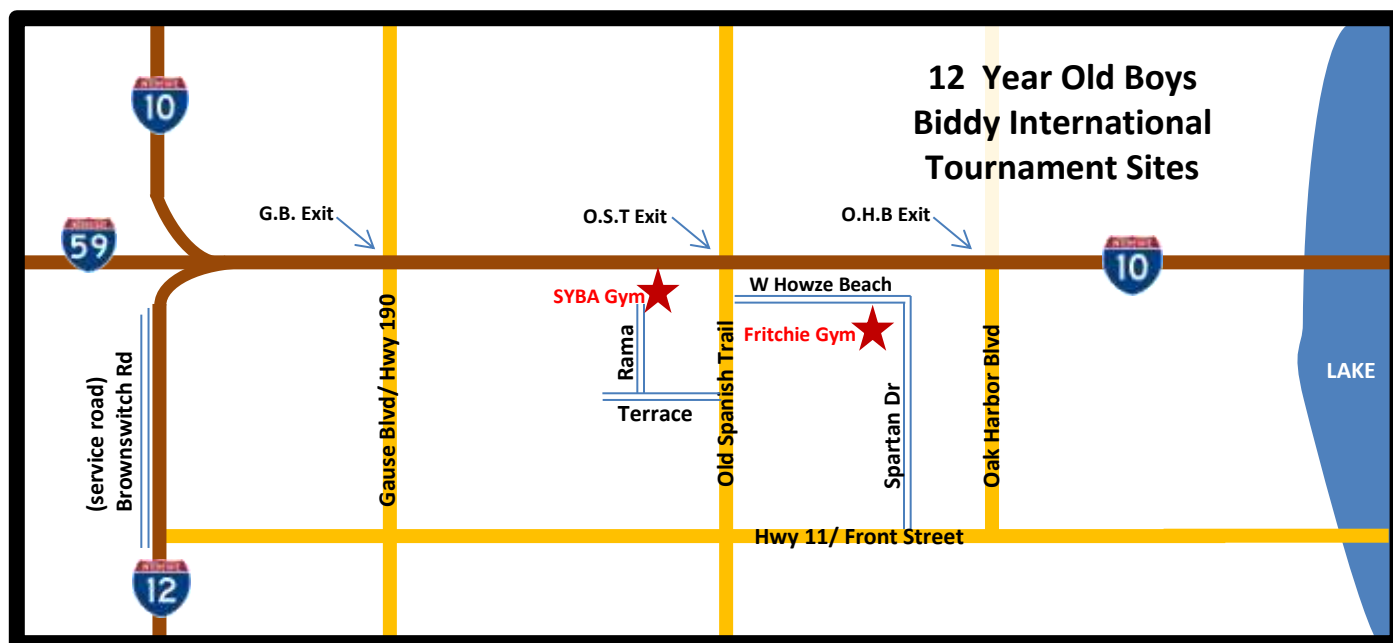 12 Year Old Boys
Biddy International
Tournament Sites
10
G.B. Exit
O.S.T Exit
O.H.B Exit
59
10
W Howze Beach
SYBA Gym
Fritchie Gym
Rama
Terrace
Gause Blvd/ Hwy 190
Old Spanish Trail
Spartan Dr
Oak Harbor Blvd
LAKE
(service road)
Brownswitch Rd
Hwy 11/ Front Street
12